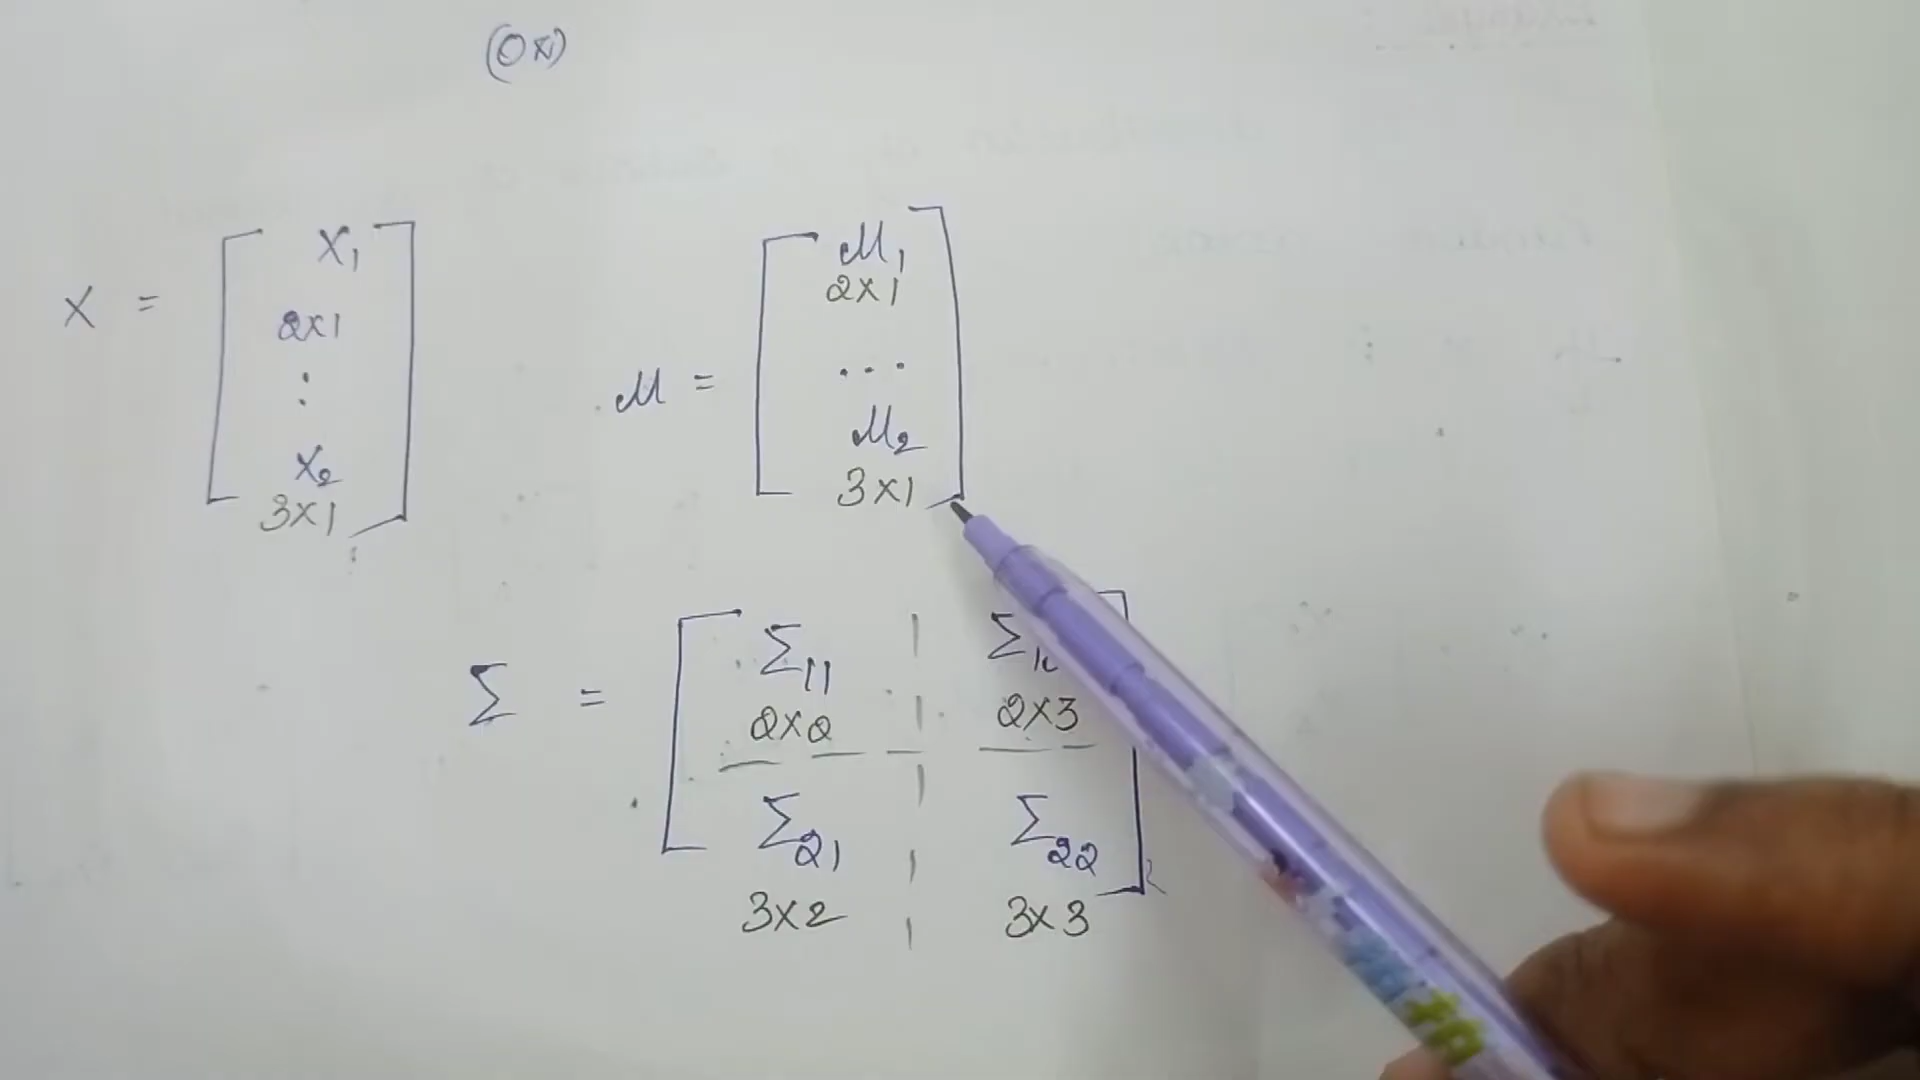 (Or)
X = [ X₁
2x1
:
X₂
3x1 ]
μ = [ μ₁
2x1
...
μ₂
3x1 ]
Σ = [ Σ₁₁ | Σ₁₂
2x2 | 2x3
Σ₂₁ | Σ₂₂ ]
3x2 | 3x3